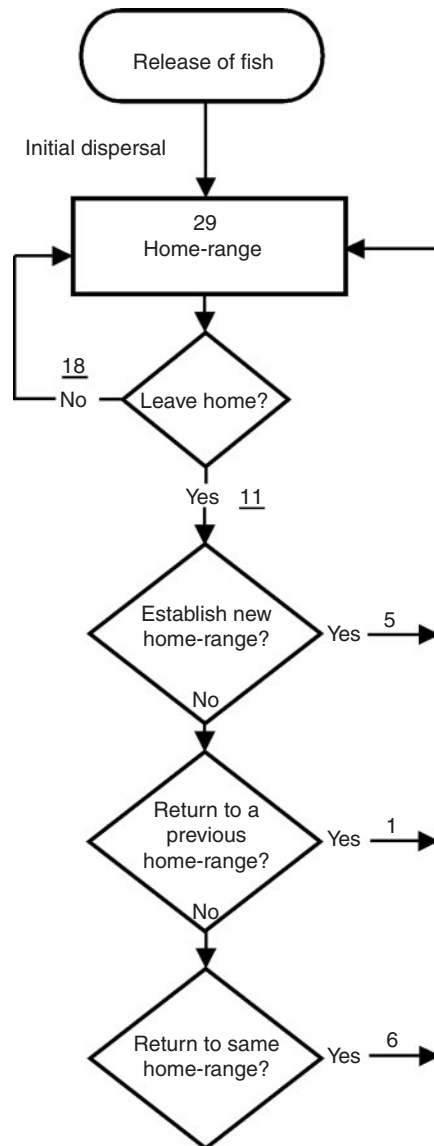 Release of fish
Initial dispersal
29
Home-range
18
No
Leave home?
Yes 11
Establish new
home-range?
Yes
5
No
Return to a
previous
home-range?
Yes
1
No
Return to same
home-range?
Yes
6